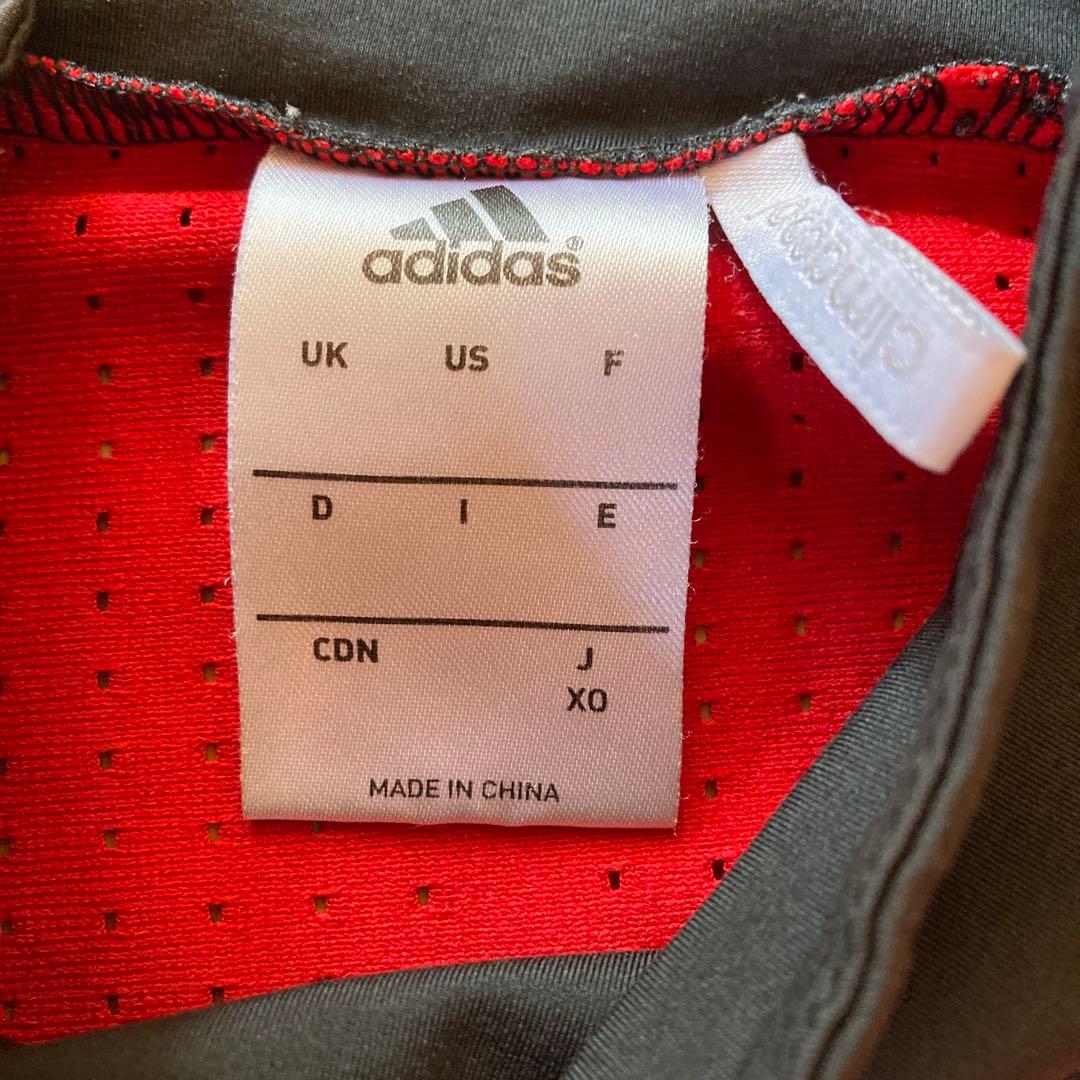 adidas®
UK US F
D I E
CDN J
XO
MADE IN CHINA
climacool